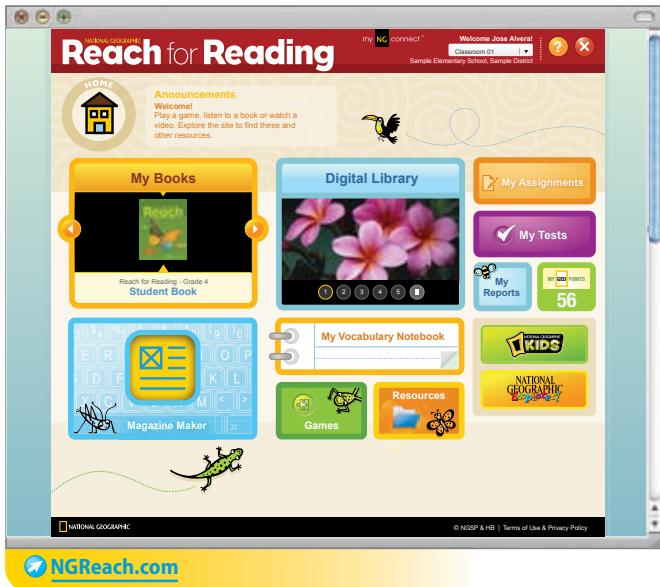 NATIONAL GEOGRAPHIC
Reach for Reading
my NG connect™
Welcome Jose Alvera!
Classroom 01
Sample Elementary School, Sample District
?
HOME
Announcements
Welcome!
Play a game, listen to a book or watch a
video. Explore the site to find these and
other resources.
My Books
Reach
Reach for Reading - Grade 4
Student Book
Digital Library
1 2 3 4 5
My Assignments
My Tests
My
Reports
MY GEO POINTS
56
Magazine Maker
My Vocabulary Notebook
Games
Resources
NATIONAL GEOGRAPHIC
KIDS
NATIONAL
GEOGRAPHIC
Explorer!
NATIONAL GEOGRAPHIC
© NGSP & HB | Terms of Use & Privacy Policy
NGReach.com